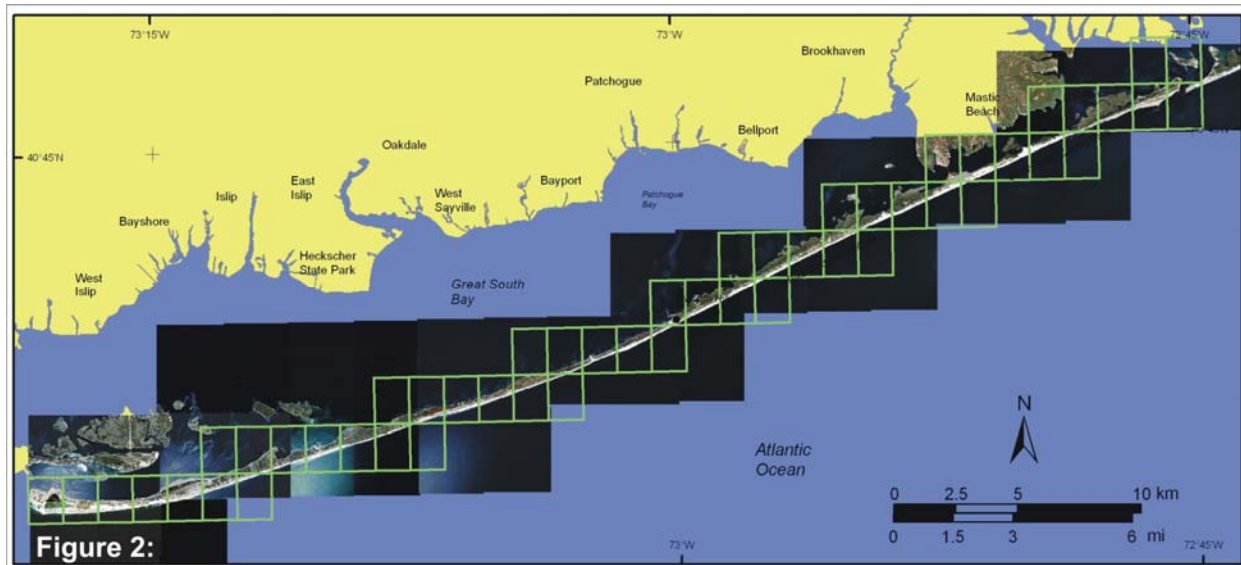 73°15'W
73°W
72°45'W
Brookhaven
Patchogue
Mastic
Beach
Bellport
Oakdale
40°45'N
East
Islip
Islip
West
Sayville
Bayport
Patchogue
Bay
Bayshore
Heckscher
State Park
West
Islip
Great South
Bay
Atlantic
Ocean
N
0 2.5 5 10 km
0 1.5 3 6 mi
Figure 2:
73°W
72°45'W